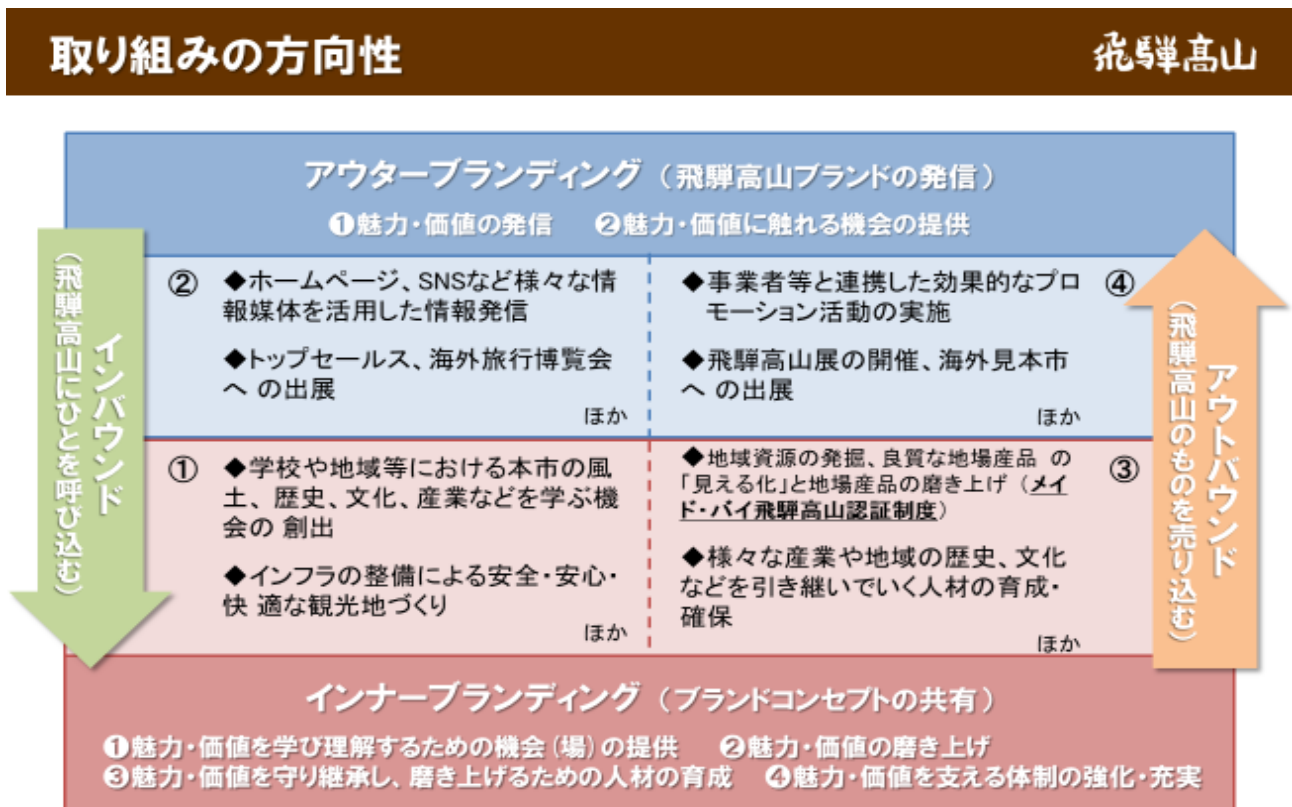 取り組みの方向性
飛騨高山
アウターブランディング（飛騨高山ブランドの発信）
❶魅力・価値の発信　❷魅力・価値に触れる機会の提供
インバウンド
（飛騨高山にひとを呼び込む）
②
◆ホームページ、SNSなど様々な情
報媒体を活用した情報発信
◆トップセールス、海外旅行博覧会
へ の出展
ほか
④
◆事業者等と連携した効果的なプロ
モーション活動の実施
◆飛騨高山展の開催、海外見本市
へ の出展
ほか
①
◆学校や地域等における本市の風
土、歴史、文化、産業などを学ぶ機
会の 創出
◆インフラの整備による安全・安心・
快 適な観光地づくり
ほか
③
◆地域資源の発掘、良質な地場産品 の
「見える化」と地場産品の磨き上げ（メイ
ド・バイ飛騨高山認証制度）
◆様々な産業や地域の歴史、文化
などを引き継いでいく人材の育成・
確保
ほか
アウトバウンド
（飛騨高山のものを売り込む）
インナーブランディング（ブランドコンセプトの共有）
❶魅力・価値を学び理解するための機会（場）の提供　❷魅力・価値の磨き上げ
❸魅力・価値を守り継承し、磨き上げるための人材の育成　❹魅力・価値を支える体制の強化・充実